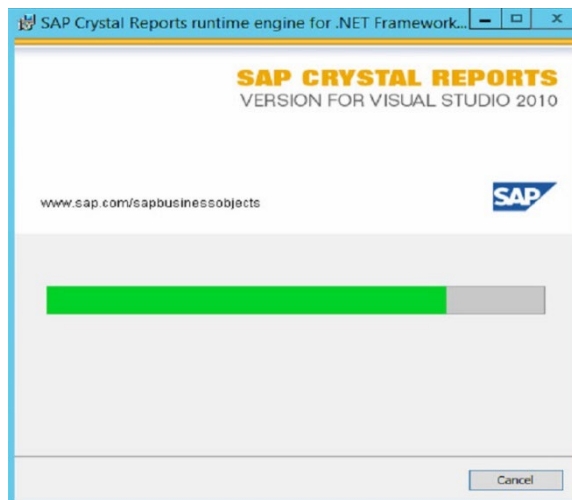 SAP Crystal Reports runtime engine for .NET Framework...
SAP CRYSTAL REPORTS
VERSION FOR VISUAL STUDIO 2010
www.sap.com/sapbusinessobjects
SAP
Cancel